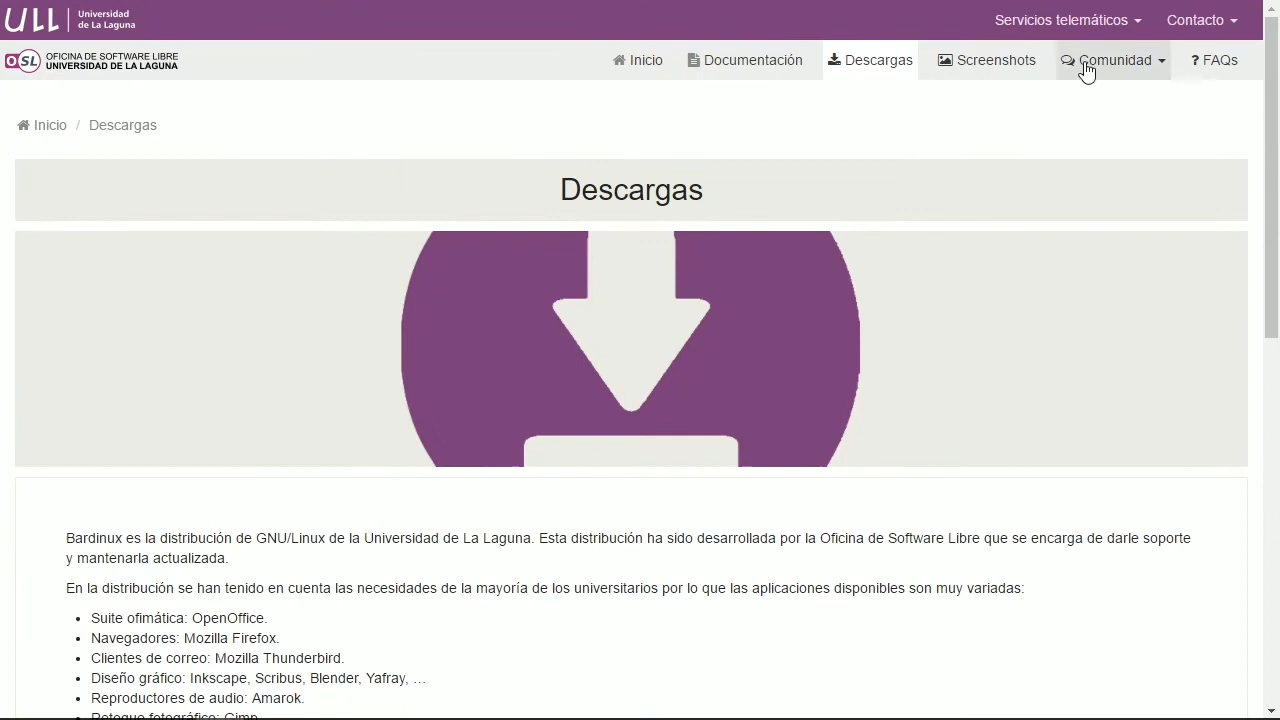 ULL Universidad de La Laguna Servicios telemáticos Contacto
OSL OFICINA DE SOFTWARE LIBRE
UNIVERSIDAD DE LA LAGUNA
Inicio Documentación Descargas Screenshots Comunidad ? FAQs
Inicio / Descargas
Descargas
Bardinux es la distribución de GNU/Linux de la Universidad de La Laguna. Esta distribución ha sido desarrollada por la Oficina de Software Libre que se encarga de darle soporte
y mantenarla actualizada.
En la distribución se han tenido en cuenta las necesidades de la mayoría de los universitarios por lo que las aplicaciones disponibles son muy variadas:
• Suite ofimática: OpenOffice.
• Navegadores: Mozilla Firefox.
• Clientes de correo: Mozilla Thunderbird.
• Diseño gráfico: Inkscape, Scribus, Blender, Yafray, ...
• Reproductores de audio: Amarok.
• Retoque fotográfico: Gimp.